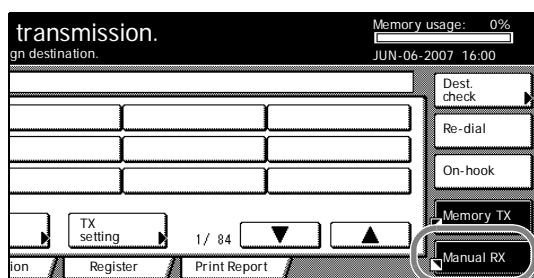 transmission.
gn destination.
Memory usage: 0%
JUN-06-2007 16:00
Dest.
check
Re-dial
On-hook
Memory TX
TX
setting
1/ 84
Manual RX
ion
Register
Print Report